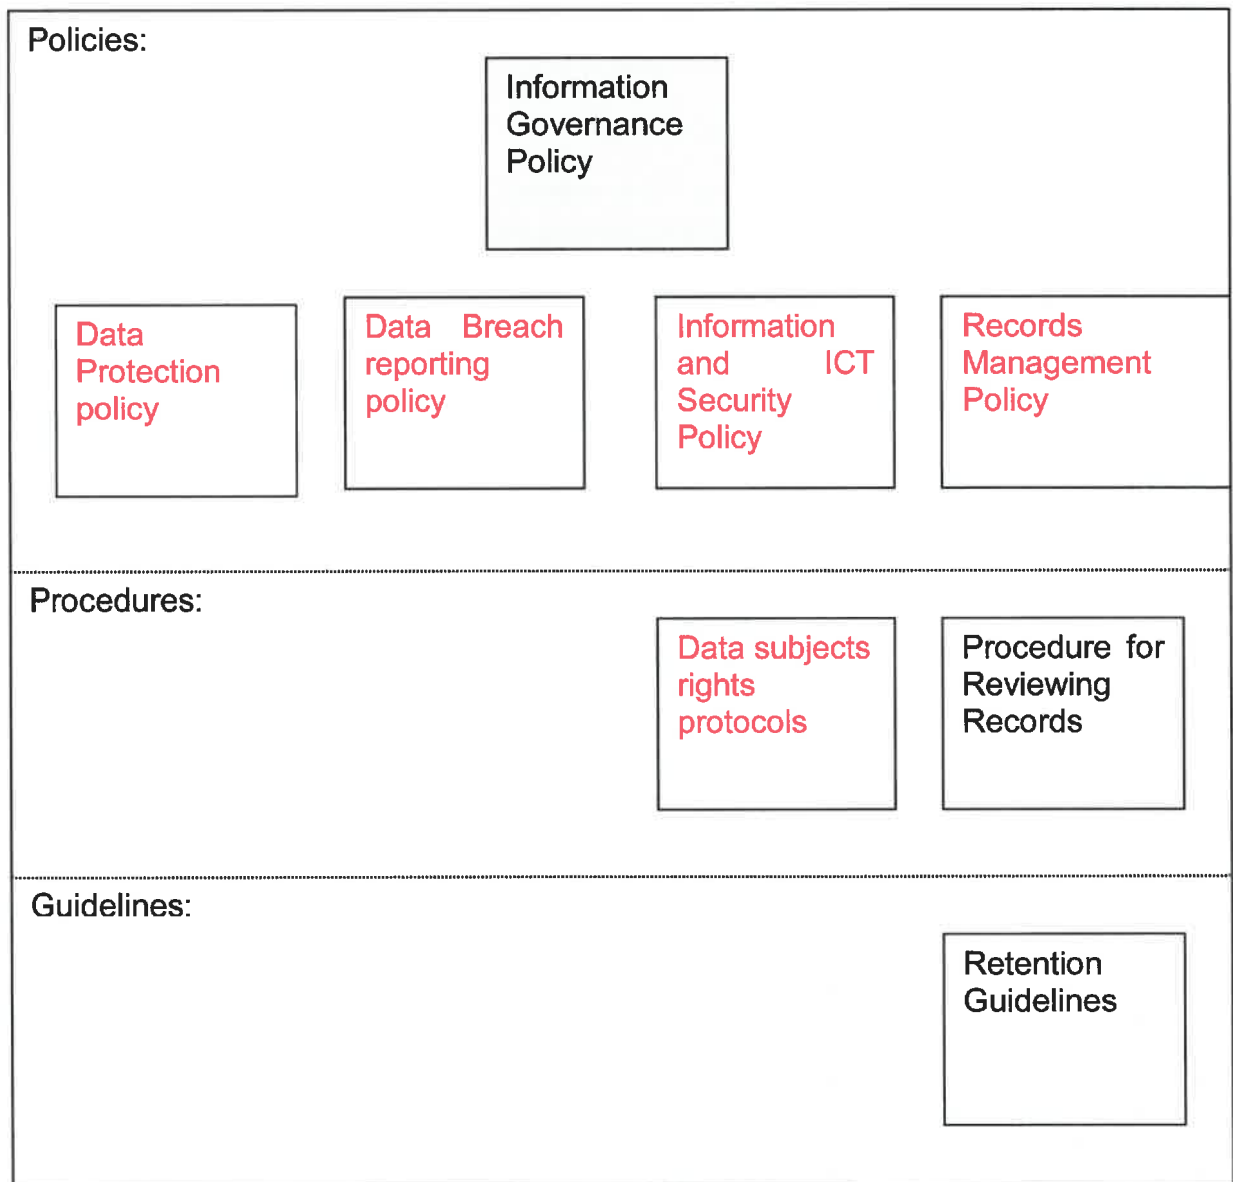 Policies:
Information
Governance
Policy
Data
Protection
policy
Data Breach
reporting
policy
Information
and ICT
Security
Policy
Records
Management
Policy
Procedures:
Data subjects
rights
protocols
Procedure for
Reviewing
Records
Guidelines:
Retention
Guidelines